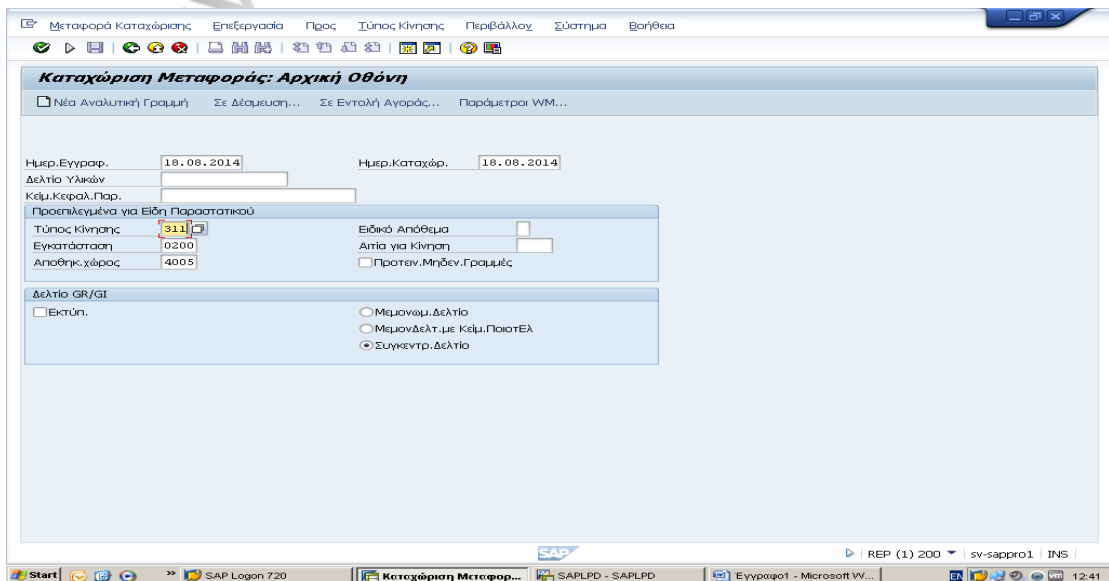 Μεταφορά Καταχώρισης Επεξεργασία Προς Τύπος Κίνησης Περιβάλλον Σύστημα Βοήθεια
Καταχώριση Μεταφοράς: Αρχική Οθόνη
Νέα Αναλυτική Γραμμή Σε Δέσμευση... Σε Εντολή Αγοράς... Παράμετροι WM...
Ημερ.Εγγραφ. 18.08.2014 Ημερ.Καταχώρ. 18.08.2014
Δελτίο Υλικών
Κείμ.Κεφαλ.Παρ.
Προεπιλεγμένα για Είδη Παραστατικού
Τύπος Κίνησης 311 Ειδικό Απόθεμα
Εγκατάσταση 0200 Αιτία για Κίνηση
Αποθηκ.χώρος 4005 Προτειν.Μηδεν.Γραμμές
Δελτίο GR/GI
Εκτύπ. Μεμονωμ.Δελτίο
ΜεμονΔελτ.με Κείμ.ΠοιοτΕλ
Συγκεντρ.Δελτίο
SAP
REP (1) 200 sv-sappro1 INS
Start SAP Logon 720 Καταχώριση Μεταφορ... SAPLPD - SAPLPD Έγγραφο1 - Microsoft W... EN 12:41